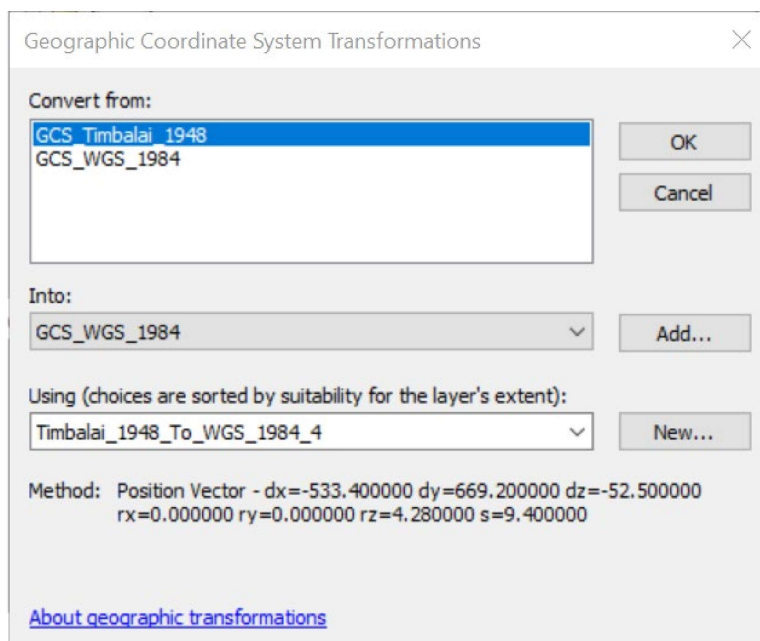 Geographic Coordinate System Transformations
Convert from:
GCS_Timbalai_1948
GCS_WGS_1984
OK
Cancel
Into:
GCS_WGS_1984
Add...
Using (choices are sorted by suitability for the layer's extent):
Timbalai_1948_To_WGS_1984_4
New...
Method: Position Vector - dx=-533.400000 dy=669.200000 dz=-52.500000
rx=0.000000 ry=0.000000 rz=4.280000 s=9.400000
About geographic transformations